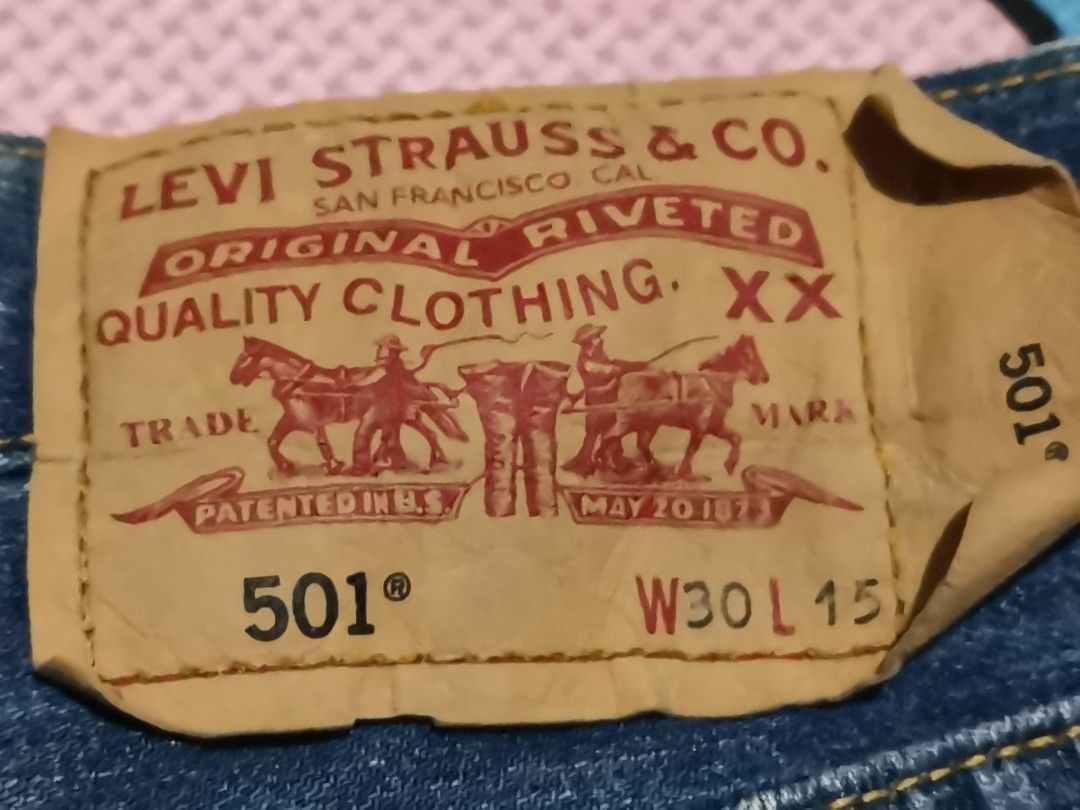 LEVI STRAUSS & CO.
SAN FRANCISCO CAL
ORIGINAL RIVETED
QUALITY CLOTHING. XX
TRADE MARK
PATENTED IN U.S. MAY 20 1873
501® W30 L 15
501®